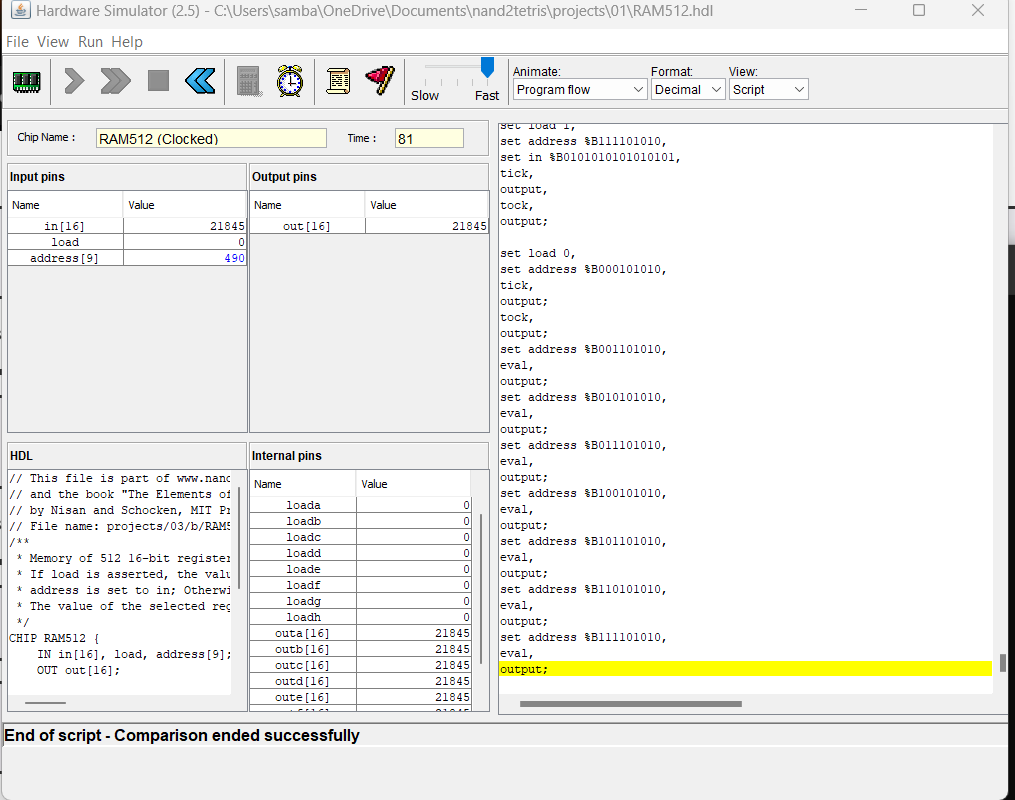 Hardware Simulator (2.5) - C:\Users\samba\OneDrive\Documents\nand2tetris\projects\01\RAM512.hdl
File View Run Help
Slow Fast
Animate: Format: View:
Program flow Decimal Script
Chip Name : RAM512 (Clocked) Time : 81
Input pins
Name Value
in[16] 21845
load 0
address[9] 490
Output pins
Name Value
out[16] 21845
HDL
// This file is part of www.nand
// and the book "The Elements of
// by Nisan and Schocken, MIT Pr
// File name: projects/03/b/RAM5
/**
* Memory of 512 16-bit register
* If load is asserted, the valu
* address is set to in; Otherwi
* The value of the selected reg
*/
CHIP RAM512 {
IN in[16], load, address[9];
OUT out[16];
Internal pins
Name Value
loada 0
loadb 0
loadc 0
loadd 0
loade 0
loadf 0
loadg 0
loadh 0
outa[16] 21845
outb[16] 21845
outc[16] 21845
outd[16] 21845
oute[16] 21845
set load 1,
set address %B111101010,
set in %B0101010101010101,
tick,
output,
tock,
output;
set load 0,
set address %B000101010,
tick,
output;
tock,
output;
set address %B001101010,
eval,
output;
set address %B010101010,
eval,
output;
set address %B011101010,
eval,
output;
set address %B100101010,
eval,
output;
set address %B101101010,
eval,
output;
set address %B110101010,
eval,
output;
set address %B111101010,
eval,
output;
End of script - Comparison ended successfully